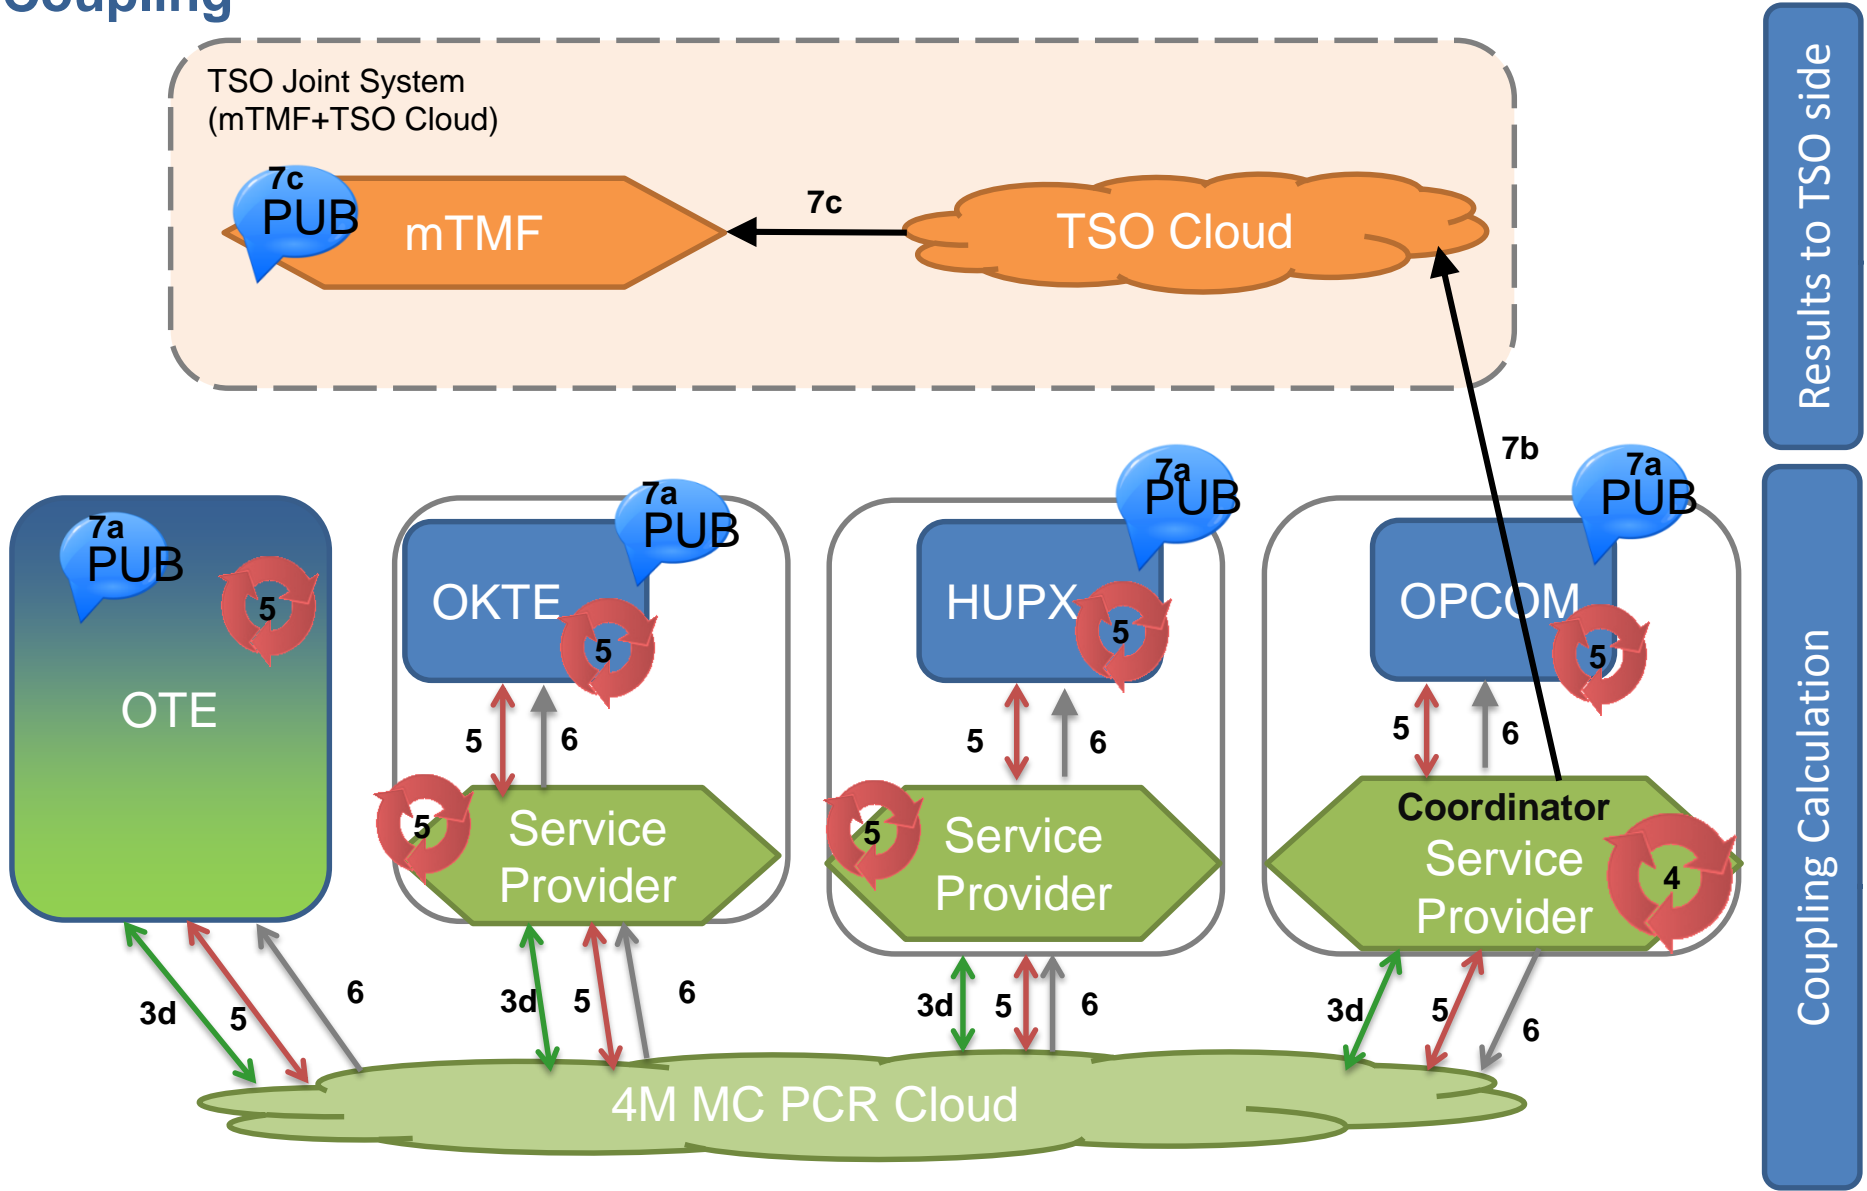 Coupling
TSO Joint System
(mTMF+TSO Cloud)
7c
PUB
mTMF
7c
TSO Cloud
Results to TSO side
7b
7a
PUB
5
OTE
7a
PUB
OKTE
5
5
6
5
Service
Provider
7a
PUB
HUPX
5
5
6
5
Service
Provider
7a
PUB
OPCOM
5
5
6
Coordinator
Service
Provider
4
3d
5
6
3d
5
6
3d
5
6
3d
5
6
4M MC PCR Cloud
Coupling Calculation